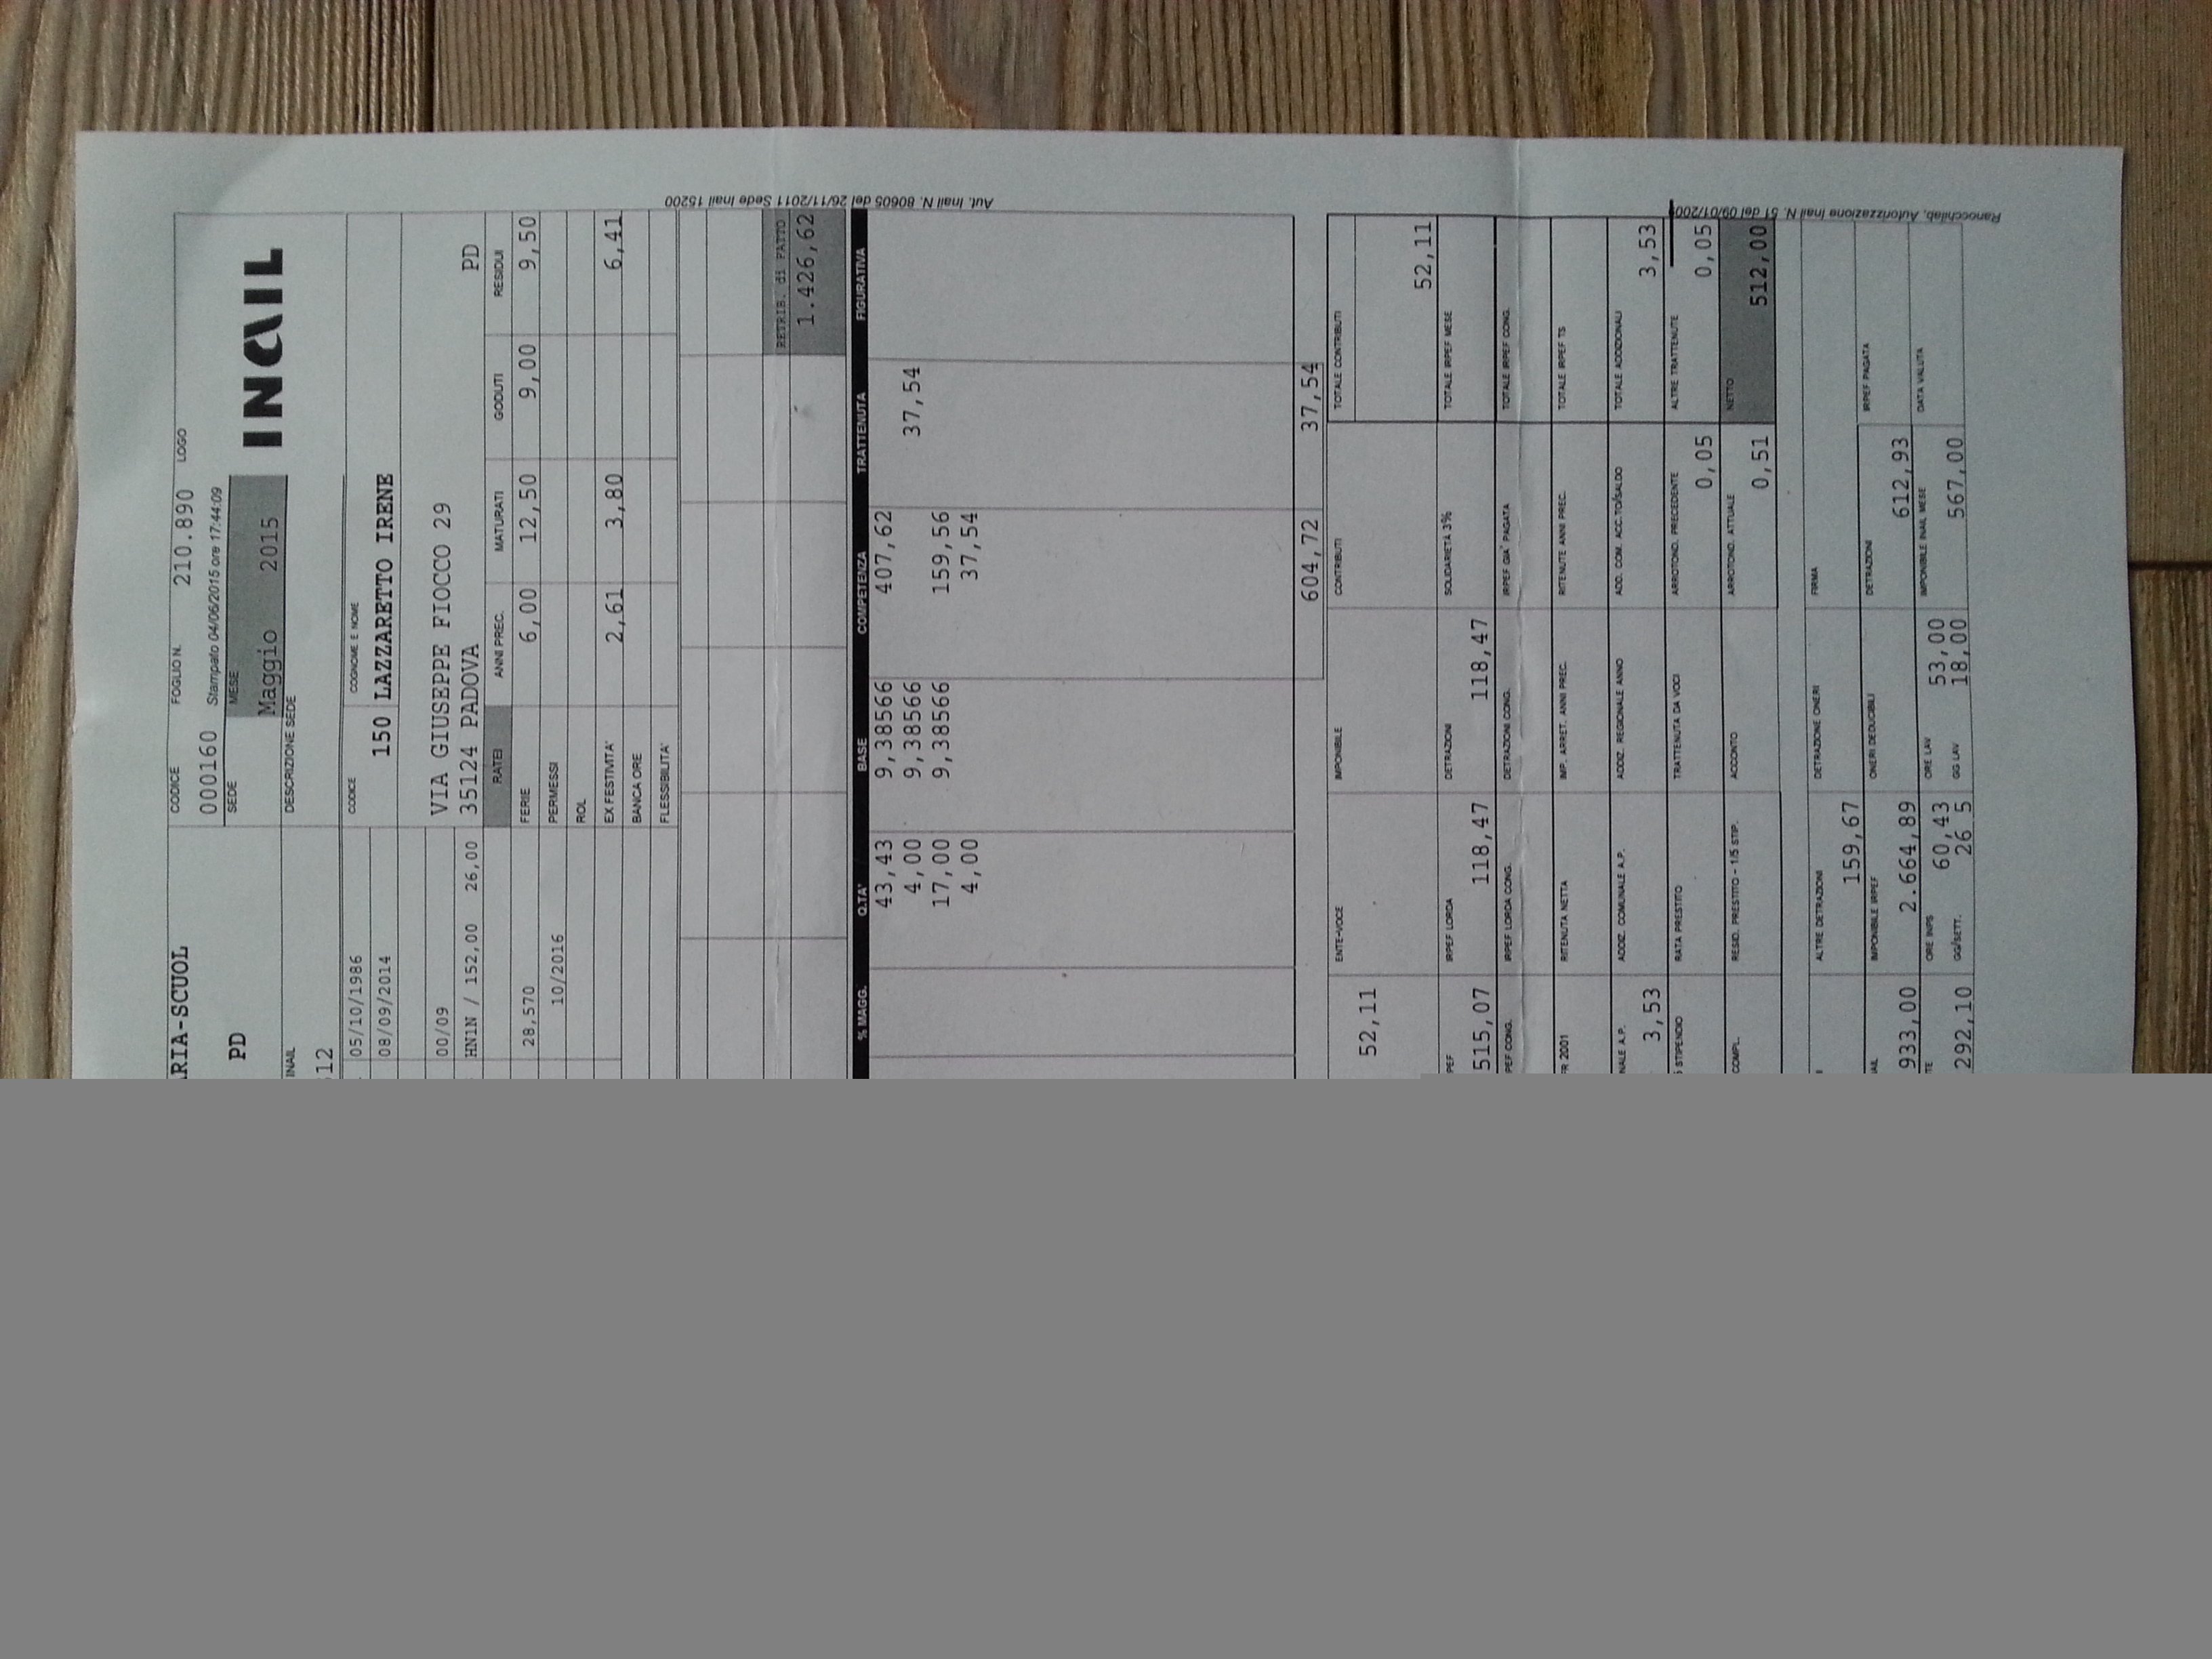 CODICE FOGLIO N. 210.890 LOGO
RIA-SCUOL 000160 Stampato 04/06/2015 ore 17:44:09
SEDE MESE
PD Maggio 2015 INAIL
INAIL DESCRIZIONE SEDE
12
CODICE COGNOME E NOME
05/10/1986 150 LAZZARETTO IRENE
08/09/2014
00/09 VIA GIUSEPPE FIOCCO 29
HN1N / 152,00 26,00 35124 PADOVA PD
RATEI ANNI PREC. MATURATI GODUTI RESIDUI
28,570 FERIE 6,00 12,50 9,00 9,50
10/2016 PERMESSI
ROL
EX FESTIVITA' 2,61 3,80 6,41
BANCA ORE
FLESSIBILITA'
Aut. Inail N. 80605 del 26/11/2011 Sede Inail 15200
RETRIB. di FATTO
1.426,62
% MAGG. Q.TA' BASE COMPETENZA TRATTENUTA FIGURATIVA
43,43 9,38566 407,62
4,00 9,38566 37,54
17,00 9,38566 159,56
4,00 37,54
604,72 37,54
ENTE-VOCE IMPONIBILE CONTRIBUTI TOTALE CONTRIBUTI
52,11
52,11
PEF IRPEF LORDA DETRAZIONI SOLIDARIETÀ 3% TOTALE IRPEF MESE
515,07 118,47 118,47
PEF CONG. IRPEF LORDA CONG. DETRAZIONI CONG. IRPEF GIA' PAGATA TOTALE IRPEF CONG.
R 2001 RITENUTA NETTA IMP. ARRET. ANNI PREC. RITENUTE ANNI PREC. TOTALE IRPEF TS
NALE A.P. ADDIZ. COMUNALE A.P. ADDIZ. REGIONALE ANNO ADD. COM. ACC.TO/SALDO TOTALE ADDIZIONALI
3,53 3,53
STIPENDIO RATA PRESTITO TRATTENUTA DA VOCI ARROTOND. PRECEDENTE ALTRE TRATTENUTE
0,05 0,05
COMPL. RESID. PRESTITO - 1/5 STIP. ACCONTO ARROTOND. ATTUALE NETTO
0,51 512,00
Ranocchilab, Autorizzazione Inail N. 51 del 09/01/2009
ALTRE DETRAZIONI DETRAZIONE ONERI FIRMA
159,67
IMPONIBILE IRPEF ONERI DEDUCIBILI DETRAZIONI IRPEF PAGATA
933,00 2.664,89 612,93
TE ORE INPS ORE LAV IMPONIBILE INAIL MESE DATA VALUTA
60,43 53,00
GG/SETT. GG LAV
292,10 26 5 18,00 567,00